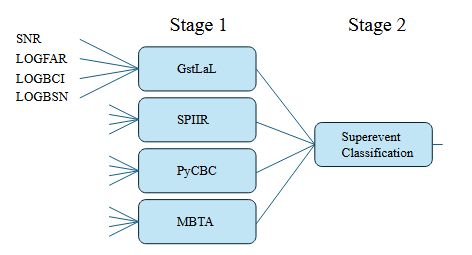 Stage 1
Stage 2
SNR
LOGFAR
LOGBCI
LOGBSN
GstLaL
SPIIR
PyCBC
MBTA
Superevent
Classification